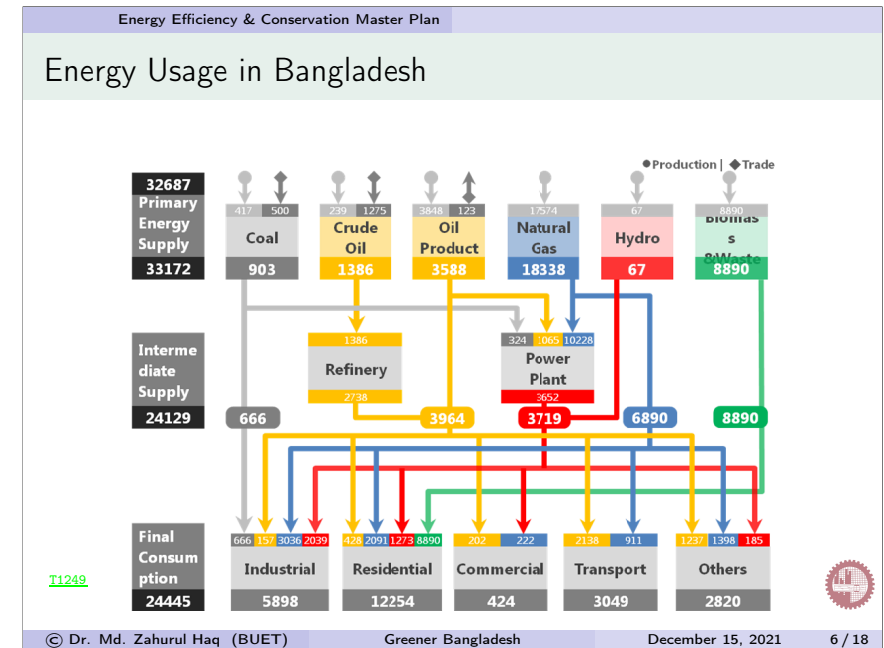 Energy Efficiency & Conservation Master Plan
Energy Usage in Bangladesh
●Production | ◆Trade
32687
Primary
Energy
Supply
33172
417 500
Coal
903
239 1275
Crude
Oil
1386
3848 123
Oil
Product
3588
17574
Natural
Gas
18338
67
Hydro
67
8890
Biomas
s
&Waste
8890
Interme
diate
Supply
24129
1386
Refinery
2738
324 1065 10228
Power
Plant
3652
666 3964 3719 6890 8890
Final
Consum
ption
24445
666 157 3036 2039
Industrial
5898
428 2091 1273 8890
Residential
12254
202 222
Commercial
424
2138 911
Transport
3049
1237 1398 185
Others
2820
T1249
© Dr. Md. Zahurul Haq (BUET) Greener Bangladesh December 15, 2021 6 / 18